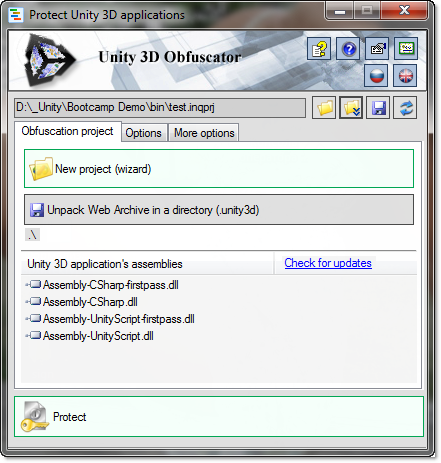 Protect Unity 3D applications
Unity 3D Obfuscator
D:\_Unity\Bootcamp Demo\bin\test.inqprj
Obfuscation project Options More options
New project (wizard)
Unpack Web Archive in a directory (.unity3d)
.\
Unity 3D application's assemblies Check for updates
Assembly-CSharp-firstpass.dll
Assembly-CSharp.dll
Assembly-UnityScript-firstpass.dll
Assembly-UnityScript.dll
Protect